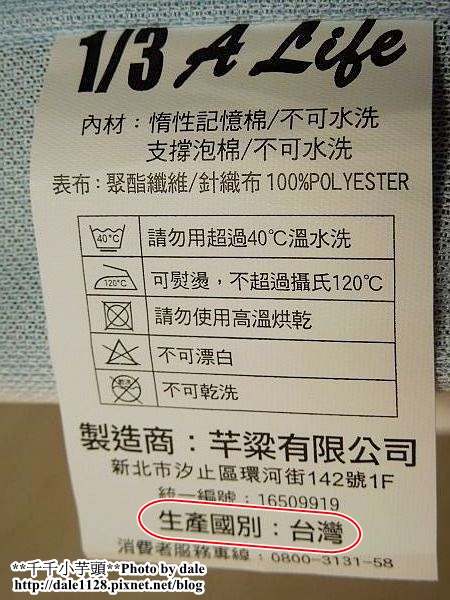 1/3 A Life
內材：惰性記憶棉/不可水洗
支撐泡棉/不可水洗
表布：聚酯纖維/針織布 100%POLYESTER
40°C 請勿用超過40℃溫水洗
120°C 可熨燙，不超過攝氏120℃
請勿使用高溫烘乾
不可漂白
不可乾洗
製造商：芊粱有限公司
新北市汐止區環河街142號1F
統一編號：16509919
生產國別：台灣
消費者服務專線：0800-3131-58
**千千小芋頭**Photo by dale
http://dale1128.pixnet.net/blog